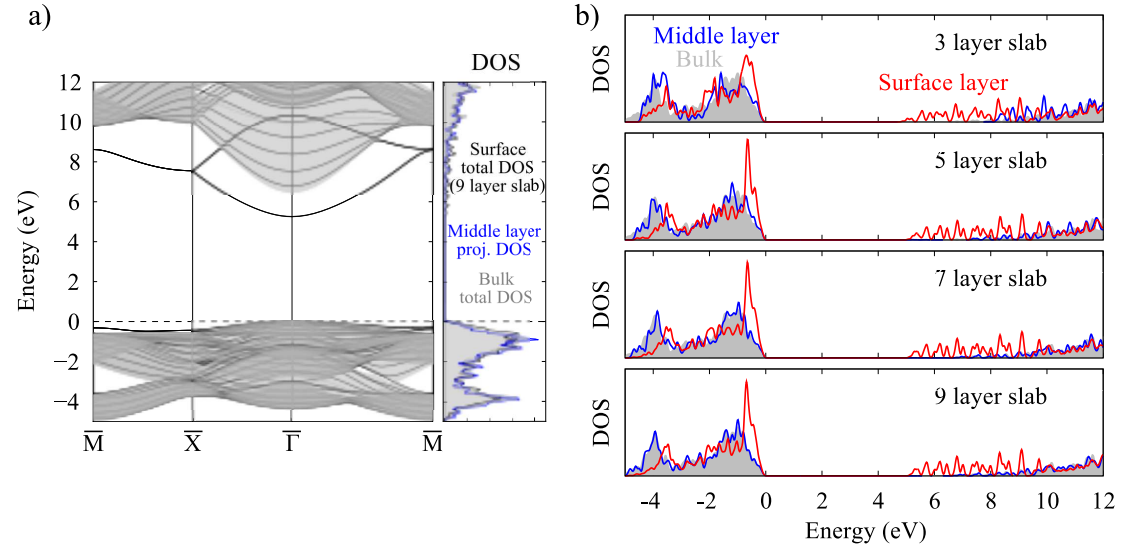 a)
DOS
12
10
8
6
4
2
0
−2
−4
Energy (eV)
M
X
Γ
M
Surface
total DOS
(9 layer slab)
Middle layer
proj. DOS
Bulk
total DOS
b)
DOS
Middle layer
Bulk
3 layer slab
Surface layer
DOS
5 layer slab
DOS
7 layer slab
DOS
9 layer slab
-4 -2 0 2 4 6 8 10 12
Energy (eV)